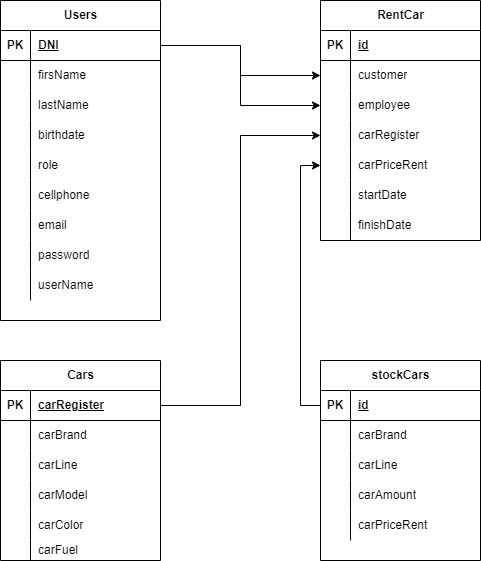 Users
PK DNI
firsName
lastName
birthdate
role
cellphone
email
password
userName
RentCar
PK id
customer
employee
carRegister
carPriceRent
startDate
finishDate
Cars
PK carRegister
carBrand
carLine
carModel
carColor
carFuel
stockCars
PK id
carBrand
carLine
carAmount
carPriceRent